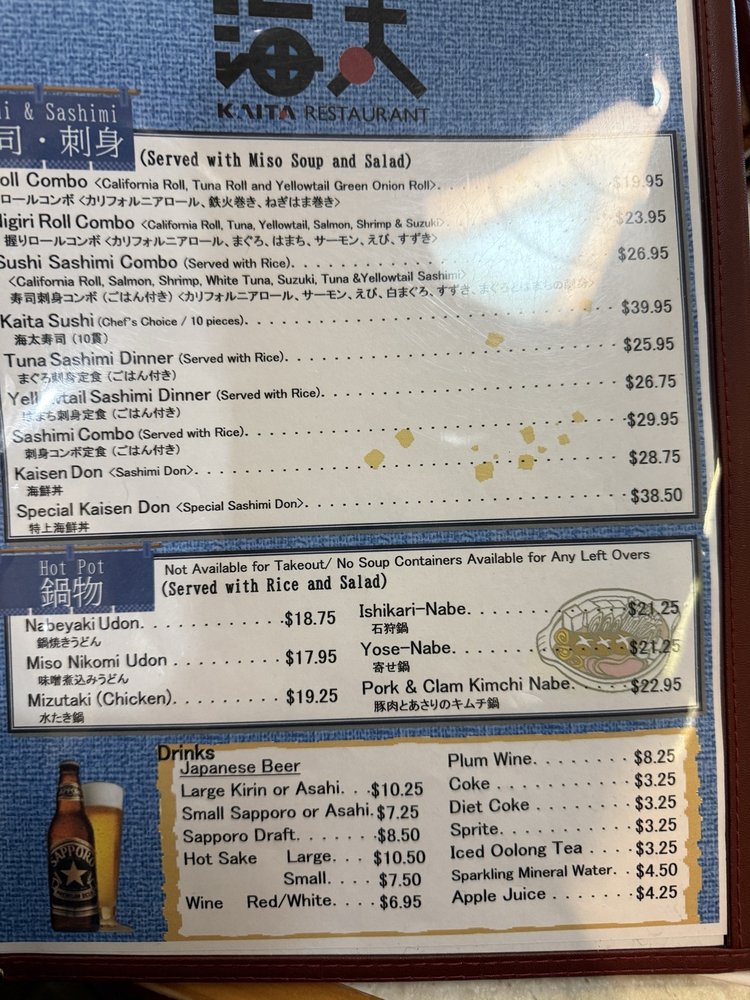 海太
KAITA RESTAURANT
i & Sashimi
司・刺身
(Served with Miso Soup and Salad)
oll Combo <California Roll, Tuna Roll and Yellowtail Green Onion Roll>. $19.95
ロールコンボ <カリフォルニアロール、鉄火巻き、ねぎはま巻き>
igiri Roll Combo <California Roll, Tuna, Yellowtail, Salmon, Shrimp & Suzuki> $23.95
握りロールコンボ <カリフォルニアロール、まぐろ、はまち、サーモン、えび、すずき>
Sushi Sashimi Combo (Served with Rice). $26.95
<California Roll, Salmon, Shrimp, White Tuna, Suzuki, Tuna &Yellowtail Sashimi>
寿司刺身コンボ (ごはん付き) <カリフォルニアロール、サーモン、えび、白まぐろ、すずき、まぐろとはまちの刺身>
Kaita Sushi (Chef's Choice / 10 pieces). $39.95
海太寿司 (10貫)
Tuna Sashimi Dinner (Served with Rice). $25.95
まぐろ刺身定食 (ごはん付き)
Yellowtail Sashimi Dinner (Served with Rice). $26.75
はまち刺身定食 (ごはん付き)
Sashimi Combo (Served with Rice). $29.95
刺身コンボ定食 (ごはん付き)
Kaisen Don <Sashimi Don>. $28.75
海鮮丼
Special Kaisen Don <Special Sashimi Don>. $38.50
特上海鮮丼
Hot Pot
鍋物
Not Available for Takeout/ No Soup Containers Available for Any Left Overs
(Served with Rice and Salad)
Nabeyaki Udon. $18.75
鍋焼きうどん
Miso Nikomi Udon $17.95
味噌煮込みうどん
Mizutaki (Chicken). $19.25
水たき鍋
Ishikari-Nabe. $21.25
石狩鍋
Yose-Nabe. $21.25
寄せ鍋
Pork & Clam Kimchi Nabe. $22.95
豚肉とあさりのキムチ鍋
Drinks
Japanese Beer
Large Kirin or Asahi. $10.25
Small Sapporo or Asahi. $7.25
Sapporo Draft. $8.50
Hot Sake Large. $10.50
Small. $7.50
Wine Red/White. $6.95
Plum Wine. $8.25
Coke $3.25
Diet Coke $3.25
Sprite. $3.25
Iced Oolong Tea $3.25
Sparkling Mineral Water. $4.50
Apple Juice $4.25
SAPPORO